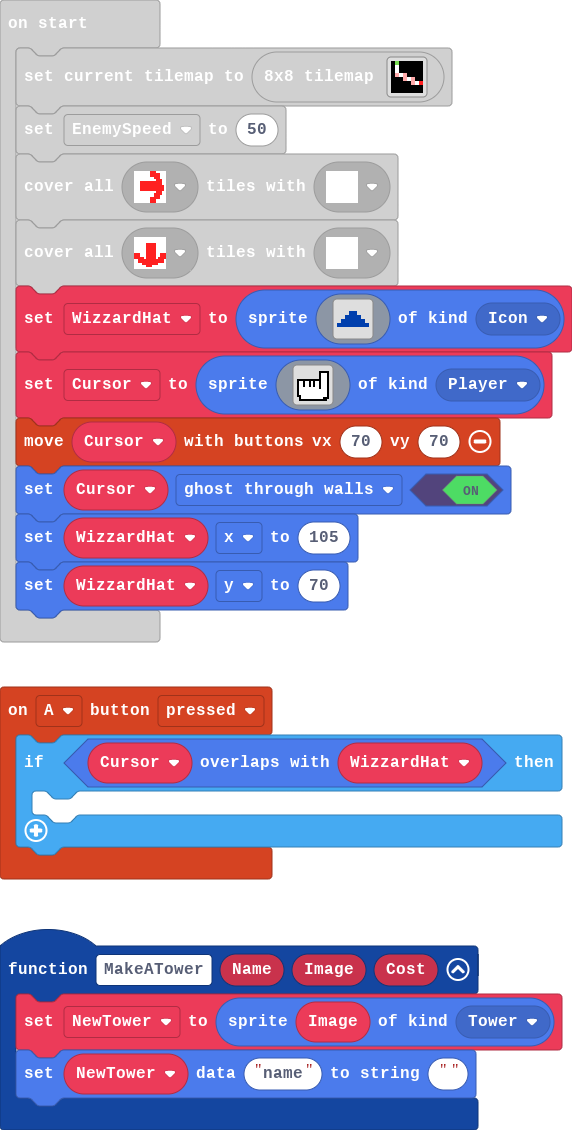 on start
set current tilemap to 8x8 tilemap
set EnemySpeed to 50
cover all tiles with
cover all tiles with
set WizzardHat to sprite of kind Icon
set Cursor to sprite of kind Player
move Cursor with buttons vx 70 vy 70
set Cursor ghost through walls ON
set WizzardHat x to 105
set WizzardHat y to 70
on A button pressed
if Cursor overlaps with WizzardHat then
function MakeATower Name Image Cost
set NewTower to sprite Image of kind Tower
set NewTower data "name" to string " "